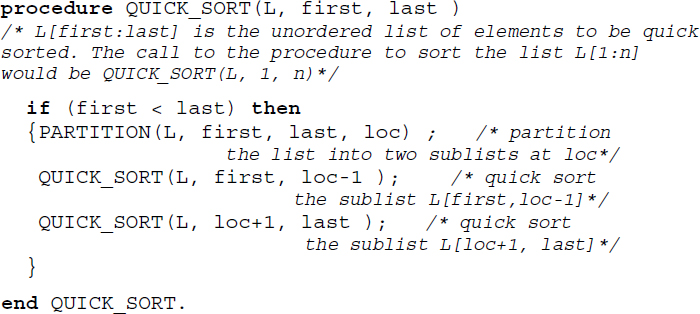 procedure QUICK_SORT(L, first, last )
/* L[first:last] is the unordered list of elements to be quick
sorted. The call to the procedure to sort the list L[1:n]
would be QUICK_SORT(L, 1, n)*/
if (first < last) then
{PARTITION(L, first, last, loc) ; /* partition
the list into two sublists at loc*/
QUICK_SORT(L, first, loc-1 ); /* quick sort
the sublist L[first,loc-1]*/
QUICK_SORT(L, loc+1, last ); /* quick sort
the sublist L[loc+1, last]*/
}
end QUICK_SORT.